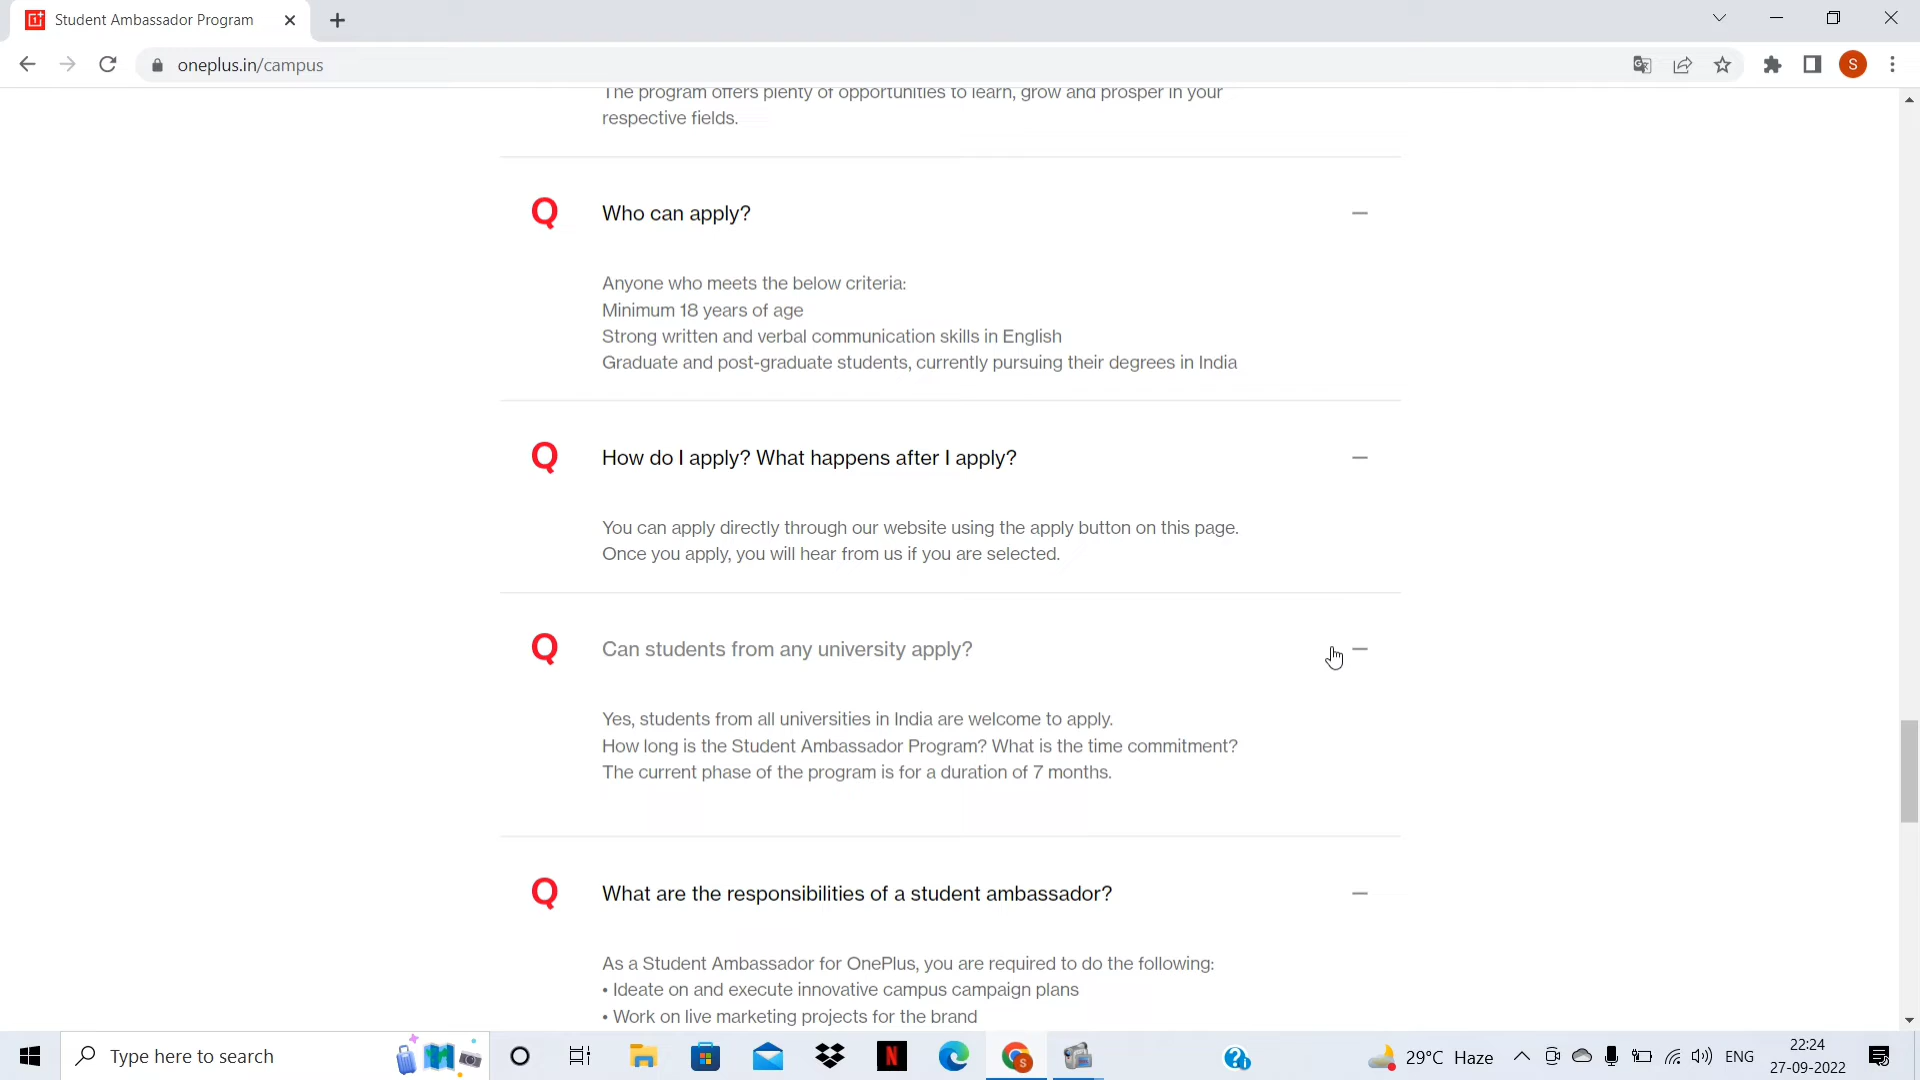 Student Ambassador Program
oneplus.in/campus
S
The program offers plenty of opportunities to learn, grow and prosper in your
respective fields.
Q Who can apply?
Anyone who meets the below criteria:
Minimum 18 years of age
Strong written and verbal communication skills in English
Graduate and post-graduate students, currently pursuing their degrees in India
Q How do I apply? What happens after I apply?
You can apply directly through our website using the apply button on this page.
Once you apply, you will hear from us if you are selected.
Q Can students from any university apply?
Yes, students from all universities in India are welcome to apply.
How long is the Student Ambassador Program? What is the time commitment?
The current phase of the program is for a duration of 7 months.
Q What are the responsibilities of a student ambassador?
As a Student Ambassador for OnePlus, you are required to do the following:
• Ideate on and execute innovative campus campaign plans
• Work on live marketing projects for the brand
Type here to search
29°C Haze
ENG
22:24
27-09-2022